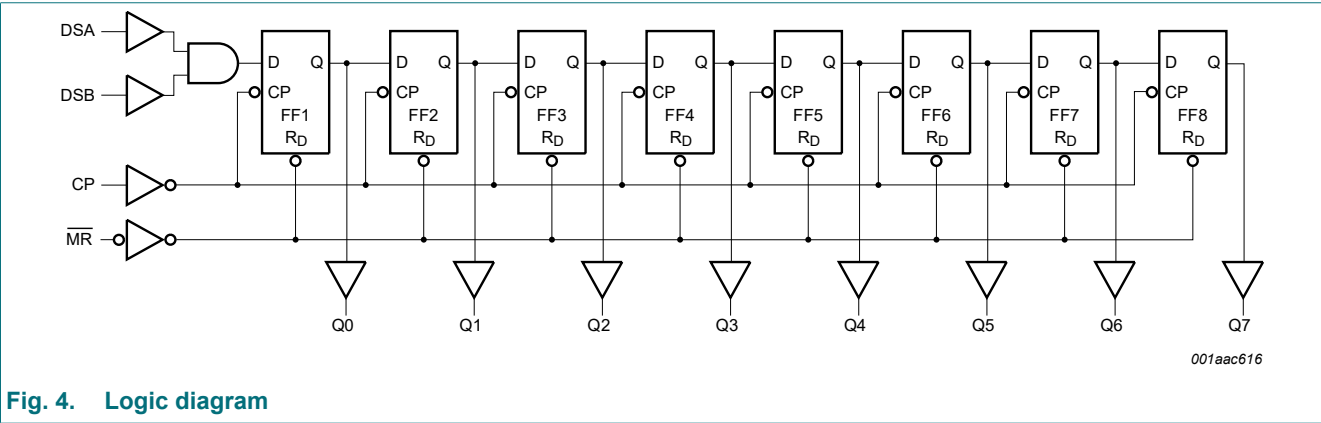 DSA
DSB
CP
MR
D Q D Q D Q D Q D Q D Q D Q D Q
CP CP CP CP CP CP CP CP
FF1 FF2 FF3 FF4 FF5 FF6 FF7 FF8
RD RD RD RD RD RD RD RD
Q0 Q1 Q2 Q3 Q4 Q5 Q6 Q7
001aac616
Fig. 4. Logic diagram